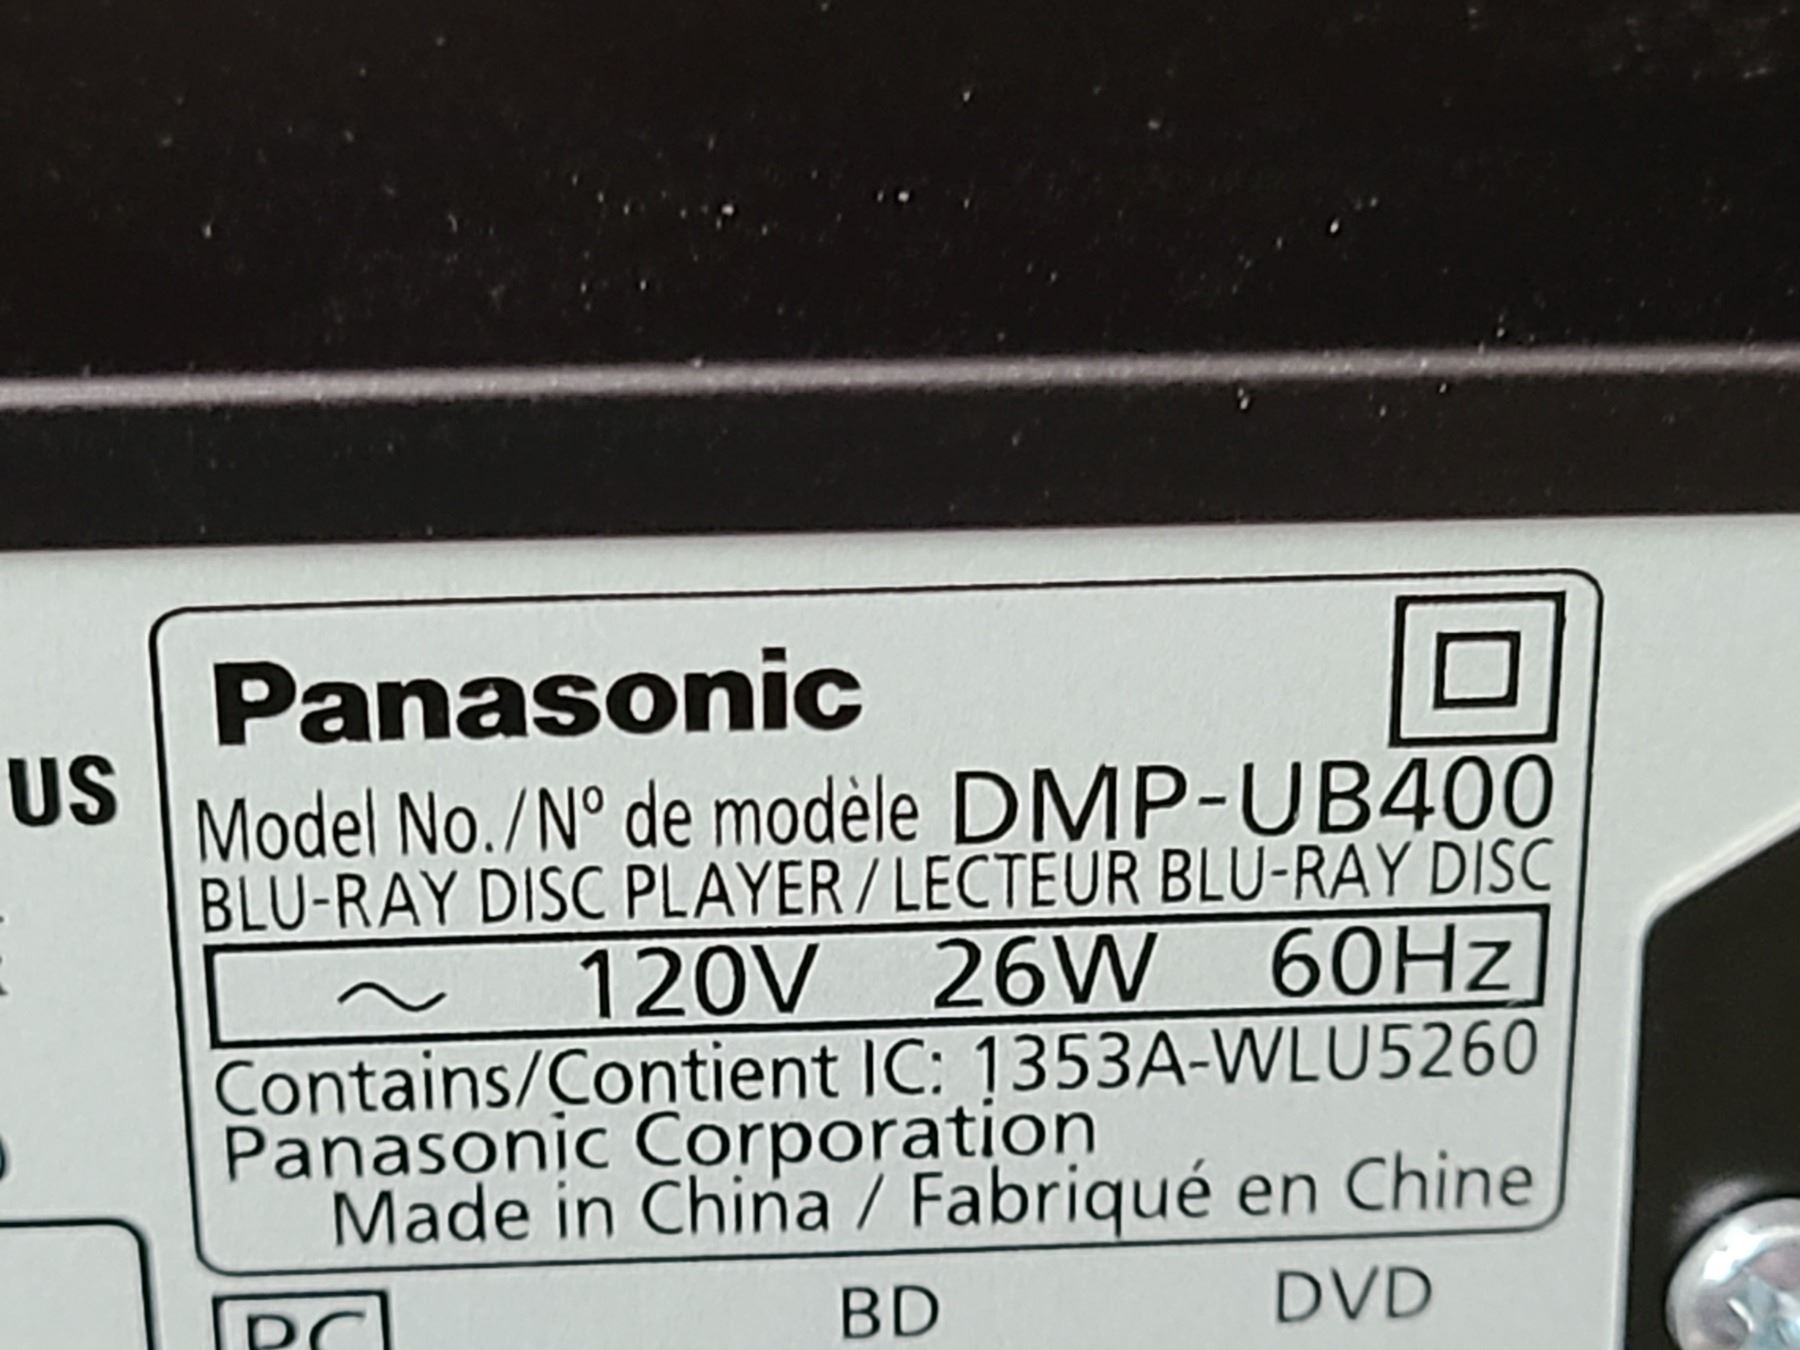 Panasonic
US
Model No./Nº de modèle DMP-UB400
BLU-RAY DISC PLAYER/LECTEUR BLU-RAY DISC
~ 120V 26W 60Hz
Contains/Contient IC: 1353A-WLU5260
Panasonic Corporation
Made in China / Fabriqué en Chine
BD DVD